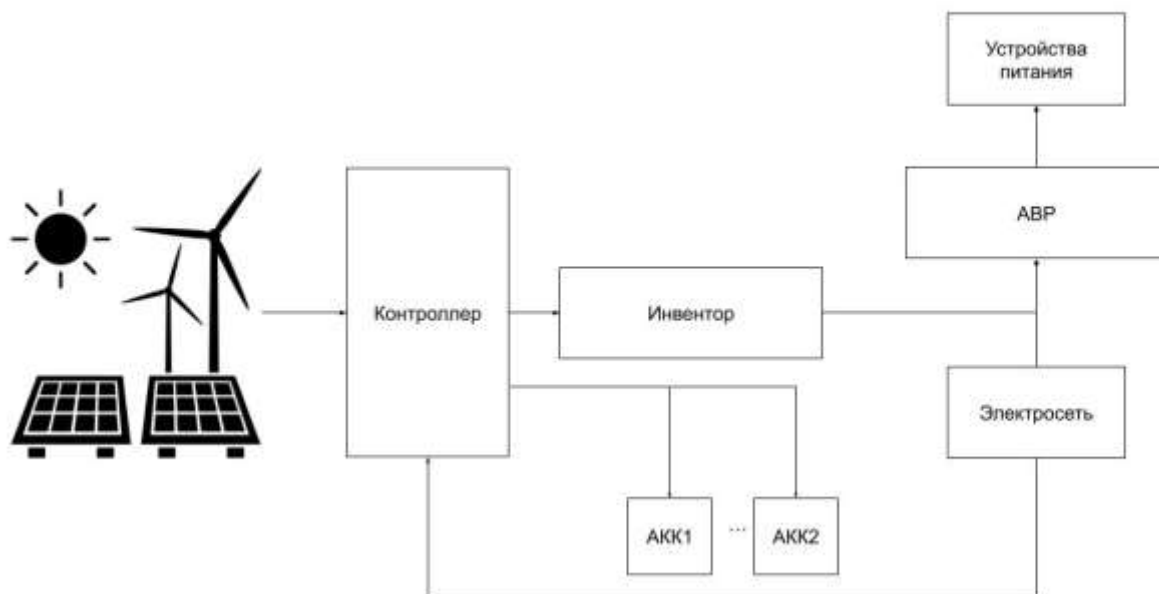 Устройства
питания
АВР
Контроллер
Инвентор
Электросеть
АКК1
...
АКК2